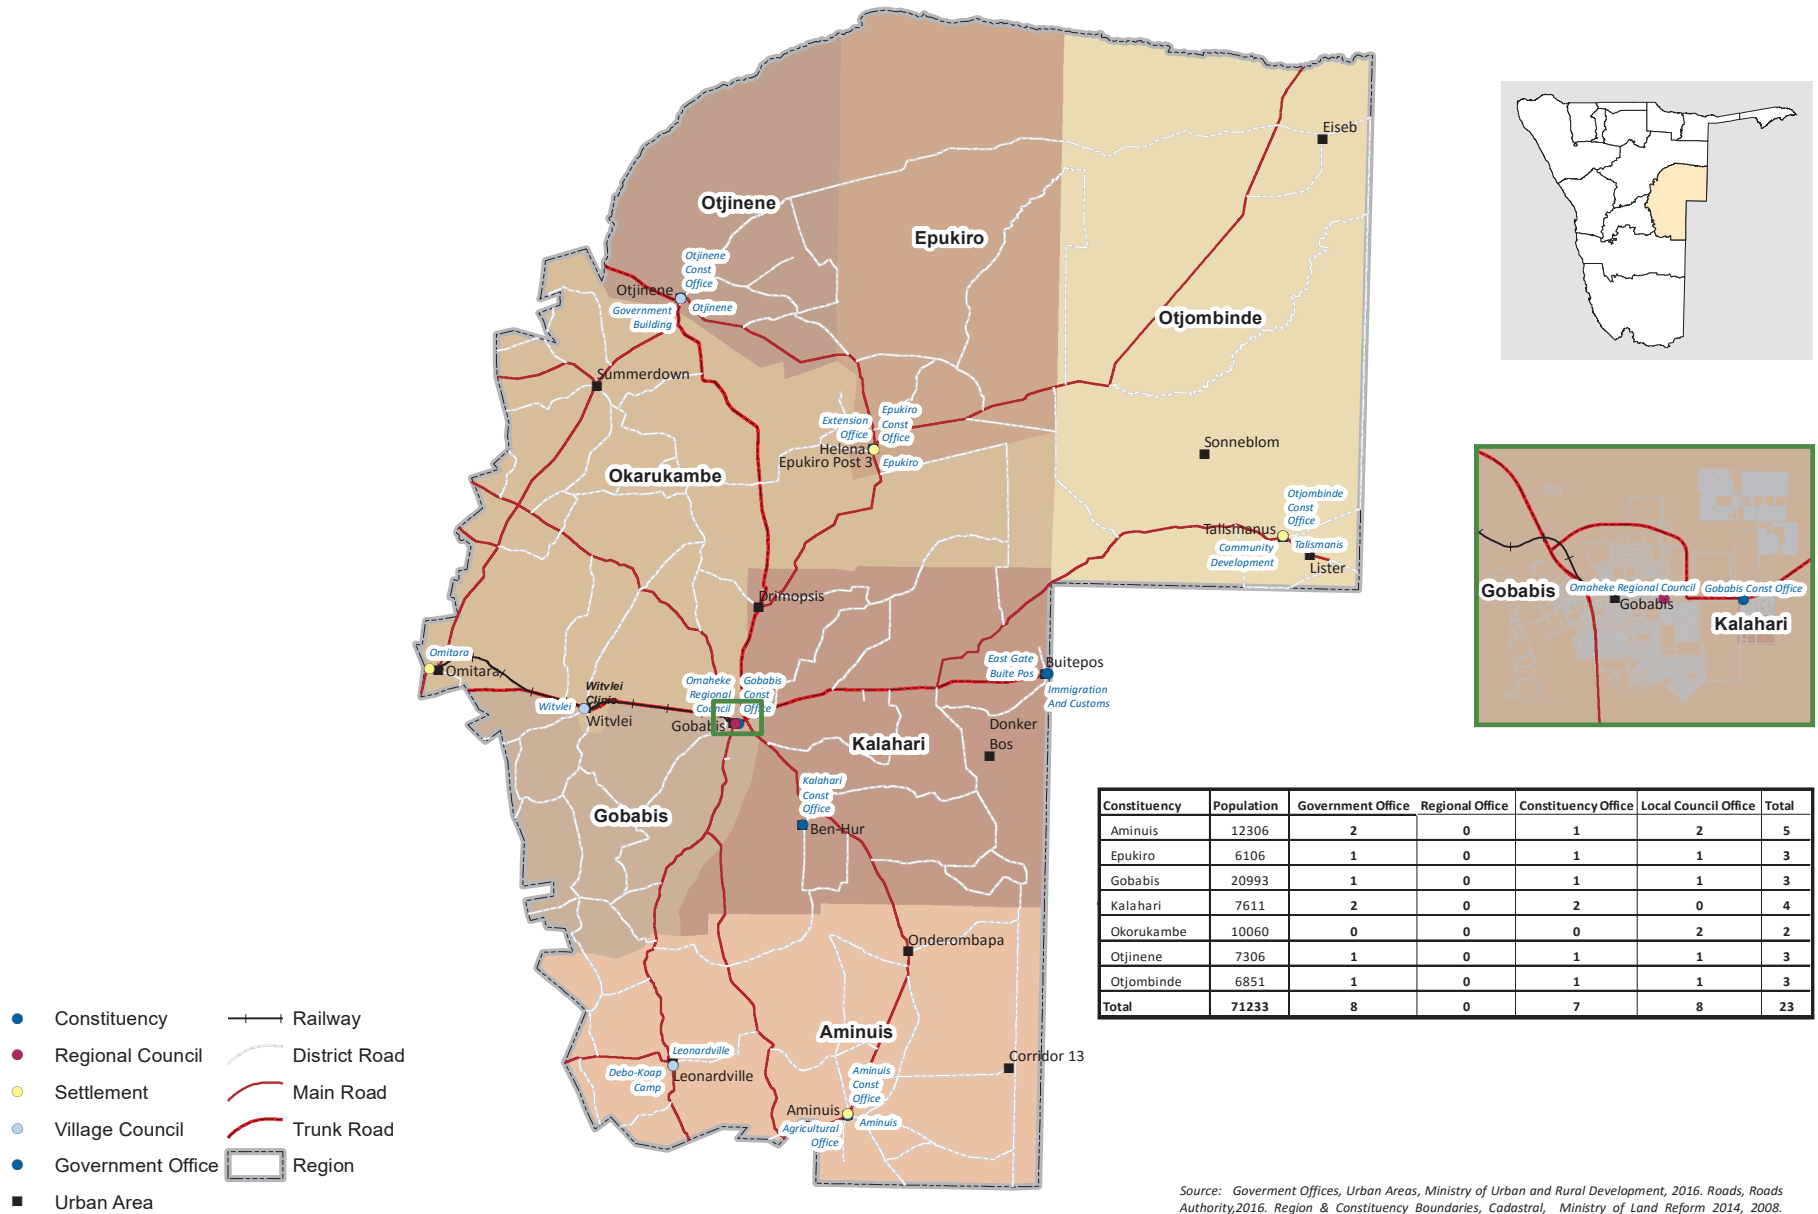 Eiseb
Otjinene
Epukiro
Otjinene
Const
Office
Otjinene
Otjinene
Government
Building
Otjombinde
Summerdown
Epukiro
Const
Office
Extension
Office
Helena
Epukiro Post 3
Epukiro
Sonneblom
Okarukambe
Otjombinde
Const
Office
Talismanus
Talismanis
Community
Development
Lister
Drimopsis
Omitara
Omitara
East Gate
Buite Pos
Buitepos
Immigration
And Customs
Witvlei
Clinic
Witvlei
Witvlei
Omaheke
Regional
Council
Gobabis
Const
Office
Gobabis
Donker
Bos
Kalahari
Kalahari
Const
Office
Ben-Hur
Gobabis
Onderombapa
Aminuis
Corridor 13
Leonardville
Debo-Koap
Camp
Leonardville
Aminuis
Const
Office
Aminuis
Aminuis
Agricultural
Office
Gobabis
Omaheke Regional Council
Gobabis Const Office
Gobabis
Kalahari
Constituency Population Government Office Regional Office Constituency Office Local Council Office Total
Aminuis 12306 2 0 1 2 5
Epukiro 6106 1 0 1 1 3
Gobabis 20993 1 0 1 1 3
Kalahari 7611 2 0 2 0 4
Okorukambe 10060 0 0 0 2 2
Otjinene 7306 1 0 1 1 3
Otjombinde 6851 1 0 1 1 3
Total 71233 8 0 7 8 23
Constituency
Regional Council
Settlement
Village Council
Government Office
Urban Area
Railway
District Road
Main Road
Trunk Road
Region
Source: Goverment Offices, Urban Areas, Ministry of Urban and Rural Development, 2016. Roads, Roads
Authority,2016. Region & Constituency Boundaries, Cadastral, Ministry of Land Reform 2014, 2008.